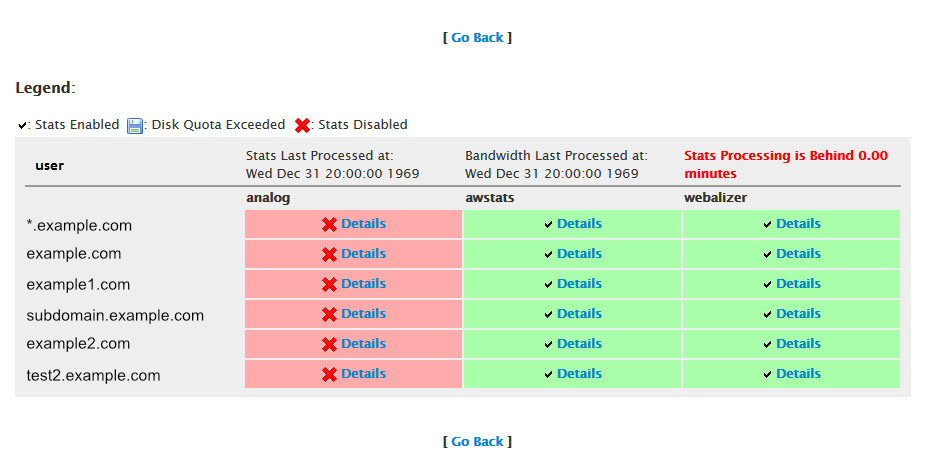 [ Go Back ]
Legend:
: Stats Enabled : Disk Quota Exceeded : Stats Disabled
user Stats Last Processed at: Bandwidth Last Processed at: Stats Processing is Behind 0.00
Wed Dec 31 20:00:00 1969 Wed Dec 31 20:00:00 1969 minutes
analog awstats webalizer
*.example.com Details Details Details
example.com Details Details Details
example1.com Details Details Details
subdomain.example.com Details Details Details
example2.com Details Details Details
test2.example.com Details Details Details
[ Go Back ]